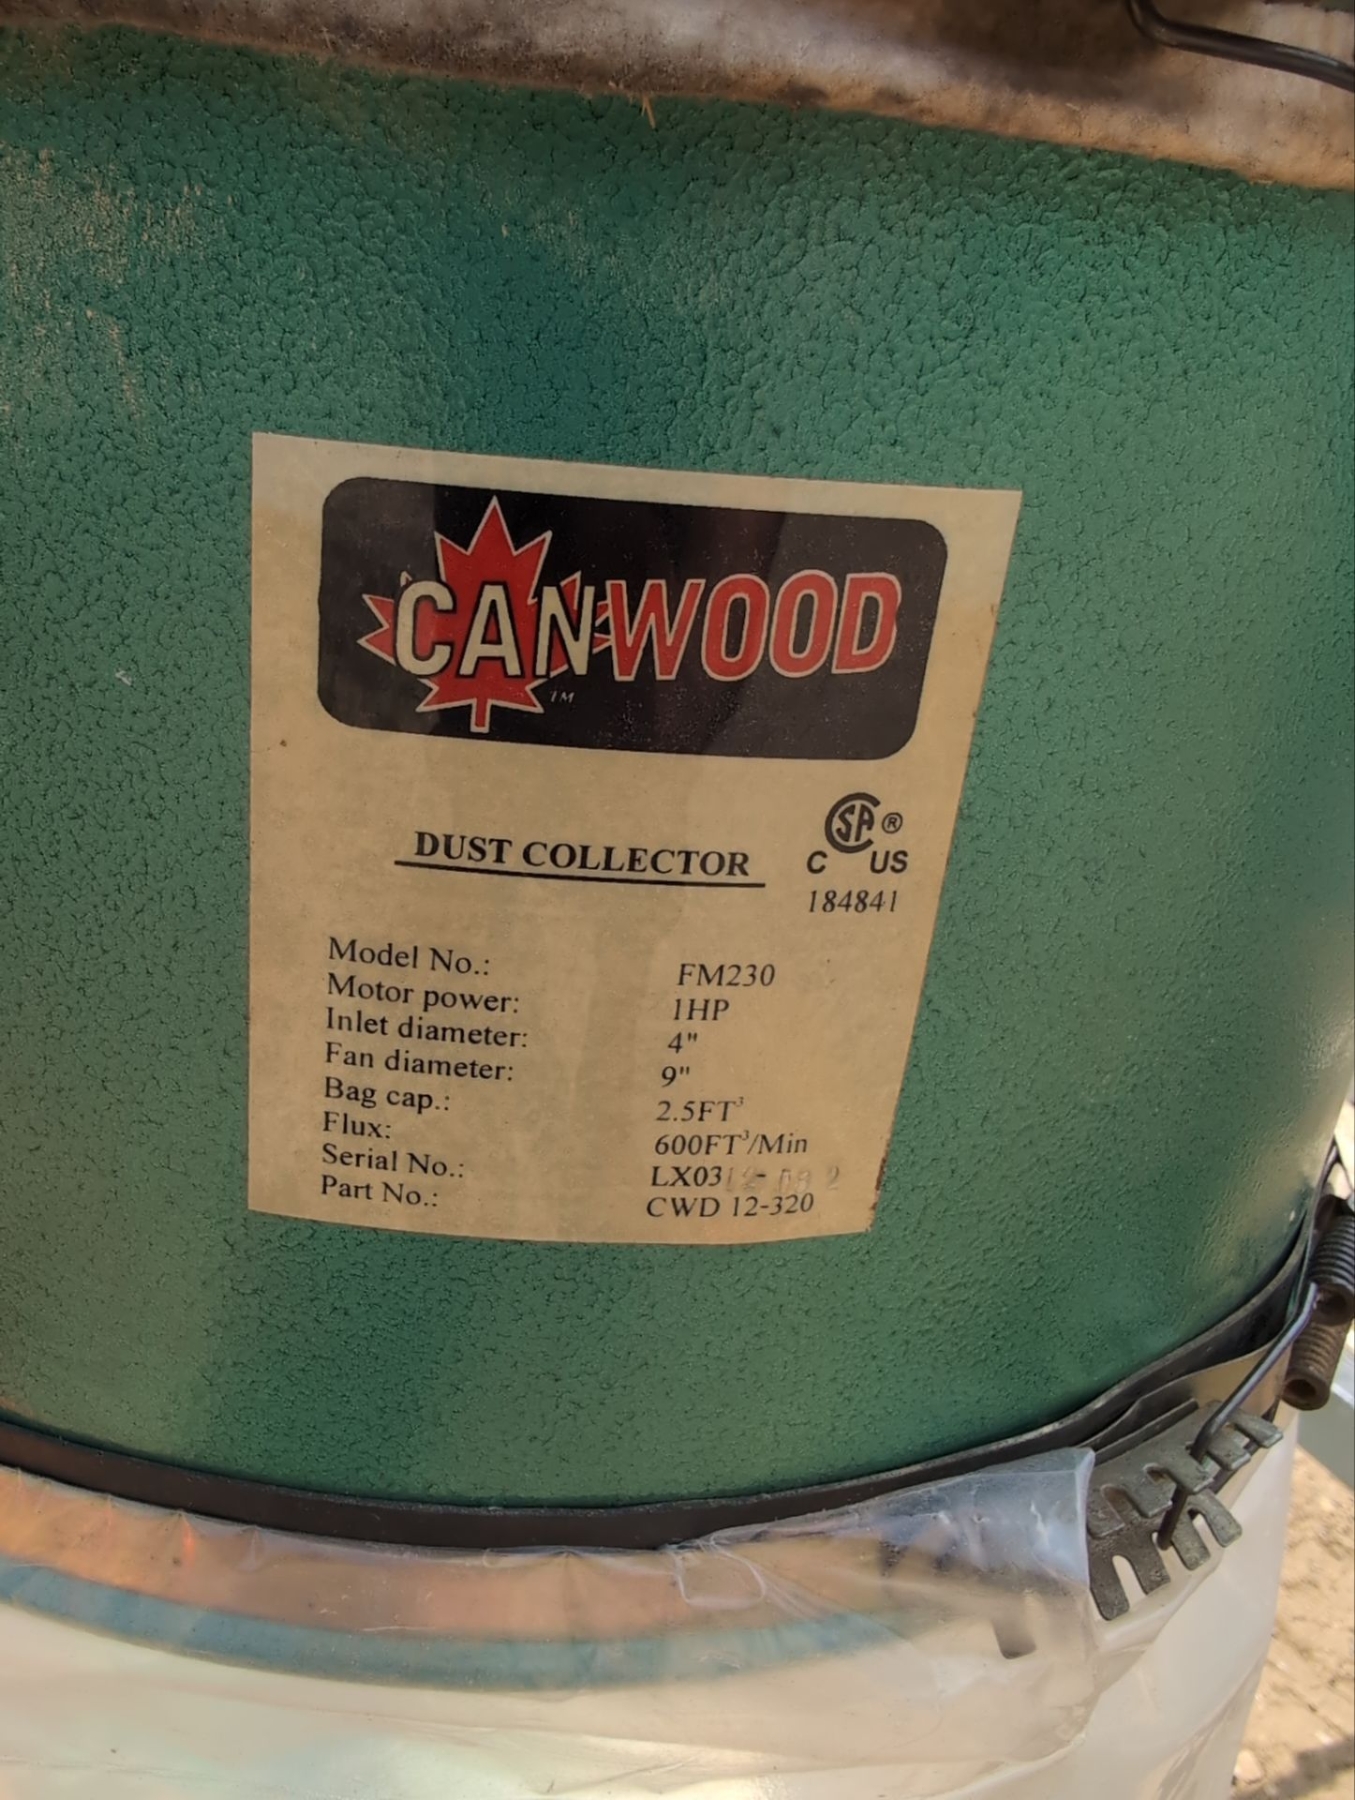 CANWOOD
TM
DUST COLLECTOR
CSA ®
C US
184841
Model No.: FM230
Motor power: 1HP
Inlet diameter: 4"
Fan diameter: 9"
Bag cap.: 2.5FT³
Flux: 600FT³/Min
Serial No.: LX03
Part No.: CWD 12-320